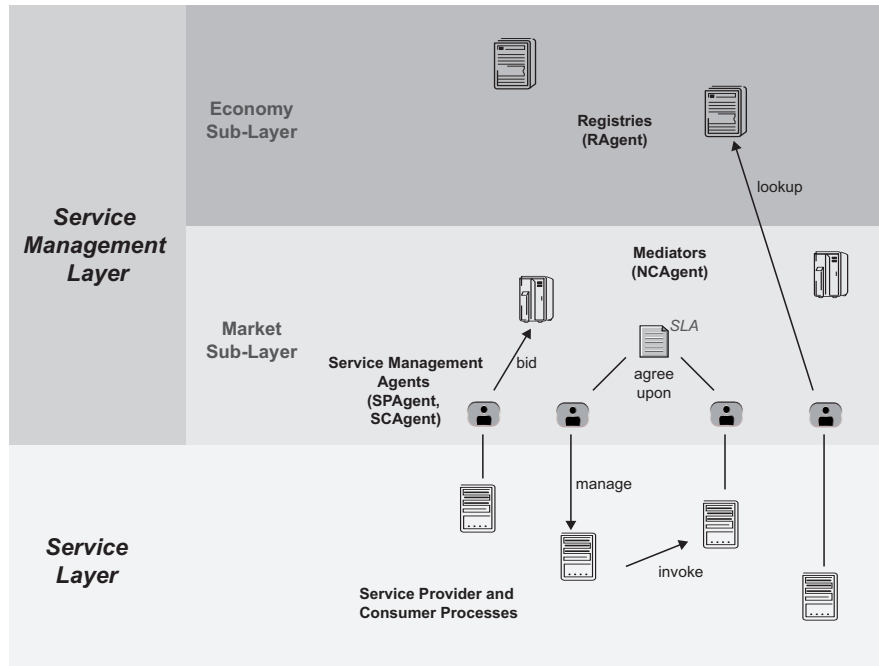 Economy
Sub-Layer
Registries
(RAgent)
lookup
Service
Management
Layer
Mediators
(NCAgent)
Market
Sub-Layer
SLA
Service Management
Agents
(SPAgent,
SCAgent)
bid
agree
upon
manage
Service
Layer
invoke
Service Provider and
Consumer Processes